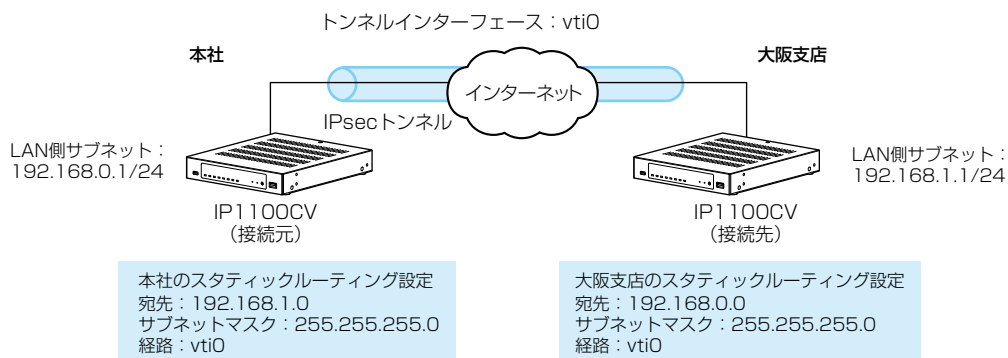 トンネルインターフェース：vti0
本社
大阪支店
インターネット
IPsecトンネル
LAN側サブネット：
192.168.0.1/24
LAN側サブネット：
192.168.1.1/24
IP1100CV
（接続元）
IP1100CV
（接続先）
本社のスタティックルーティング設定
宛先：192.168.1.0
サブネットマスク：255.255.255.0
経路：vti0
大阪支店のスタティックルーティング設定
宛先：192.168.0.0
サブネットマスク：255.255.255.0
経路：vti0